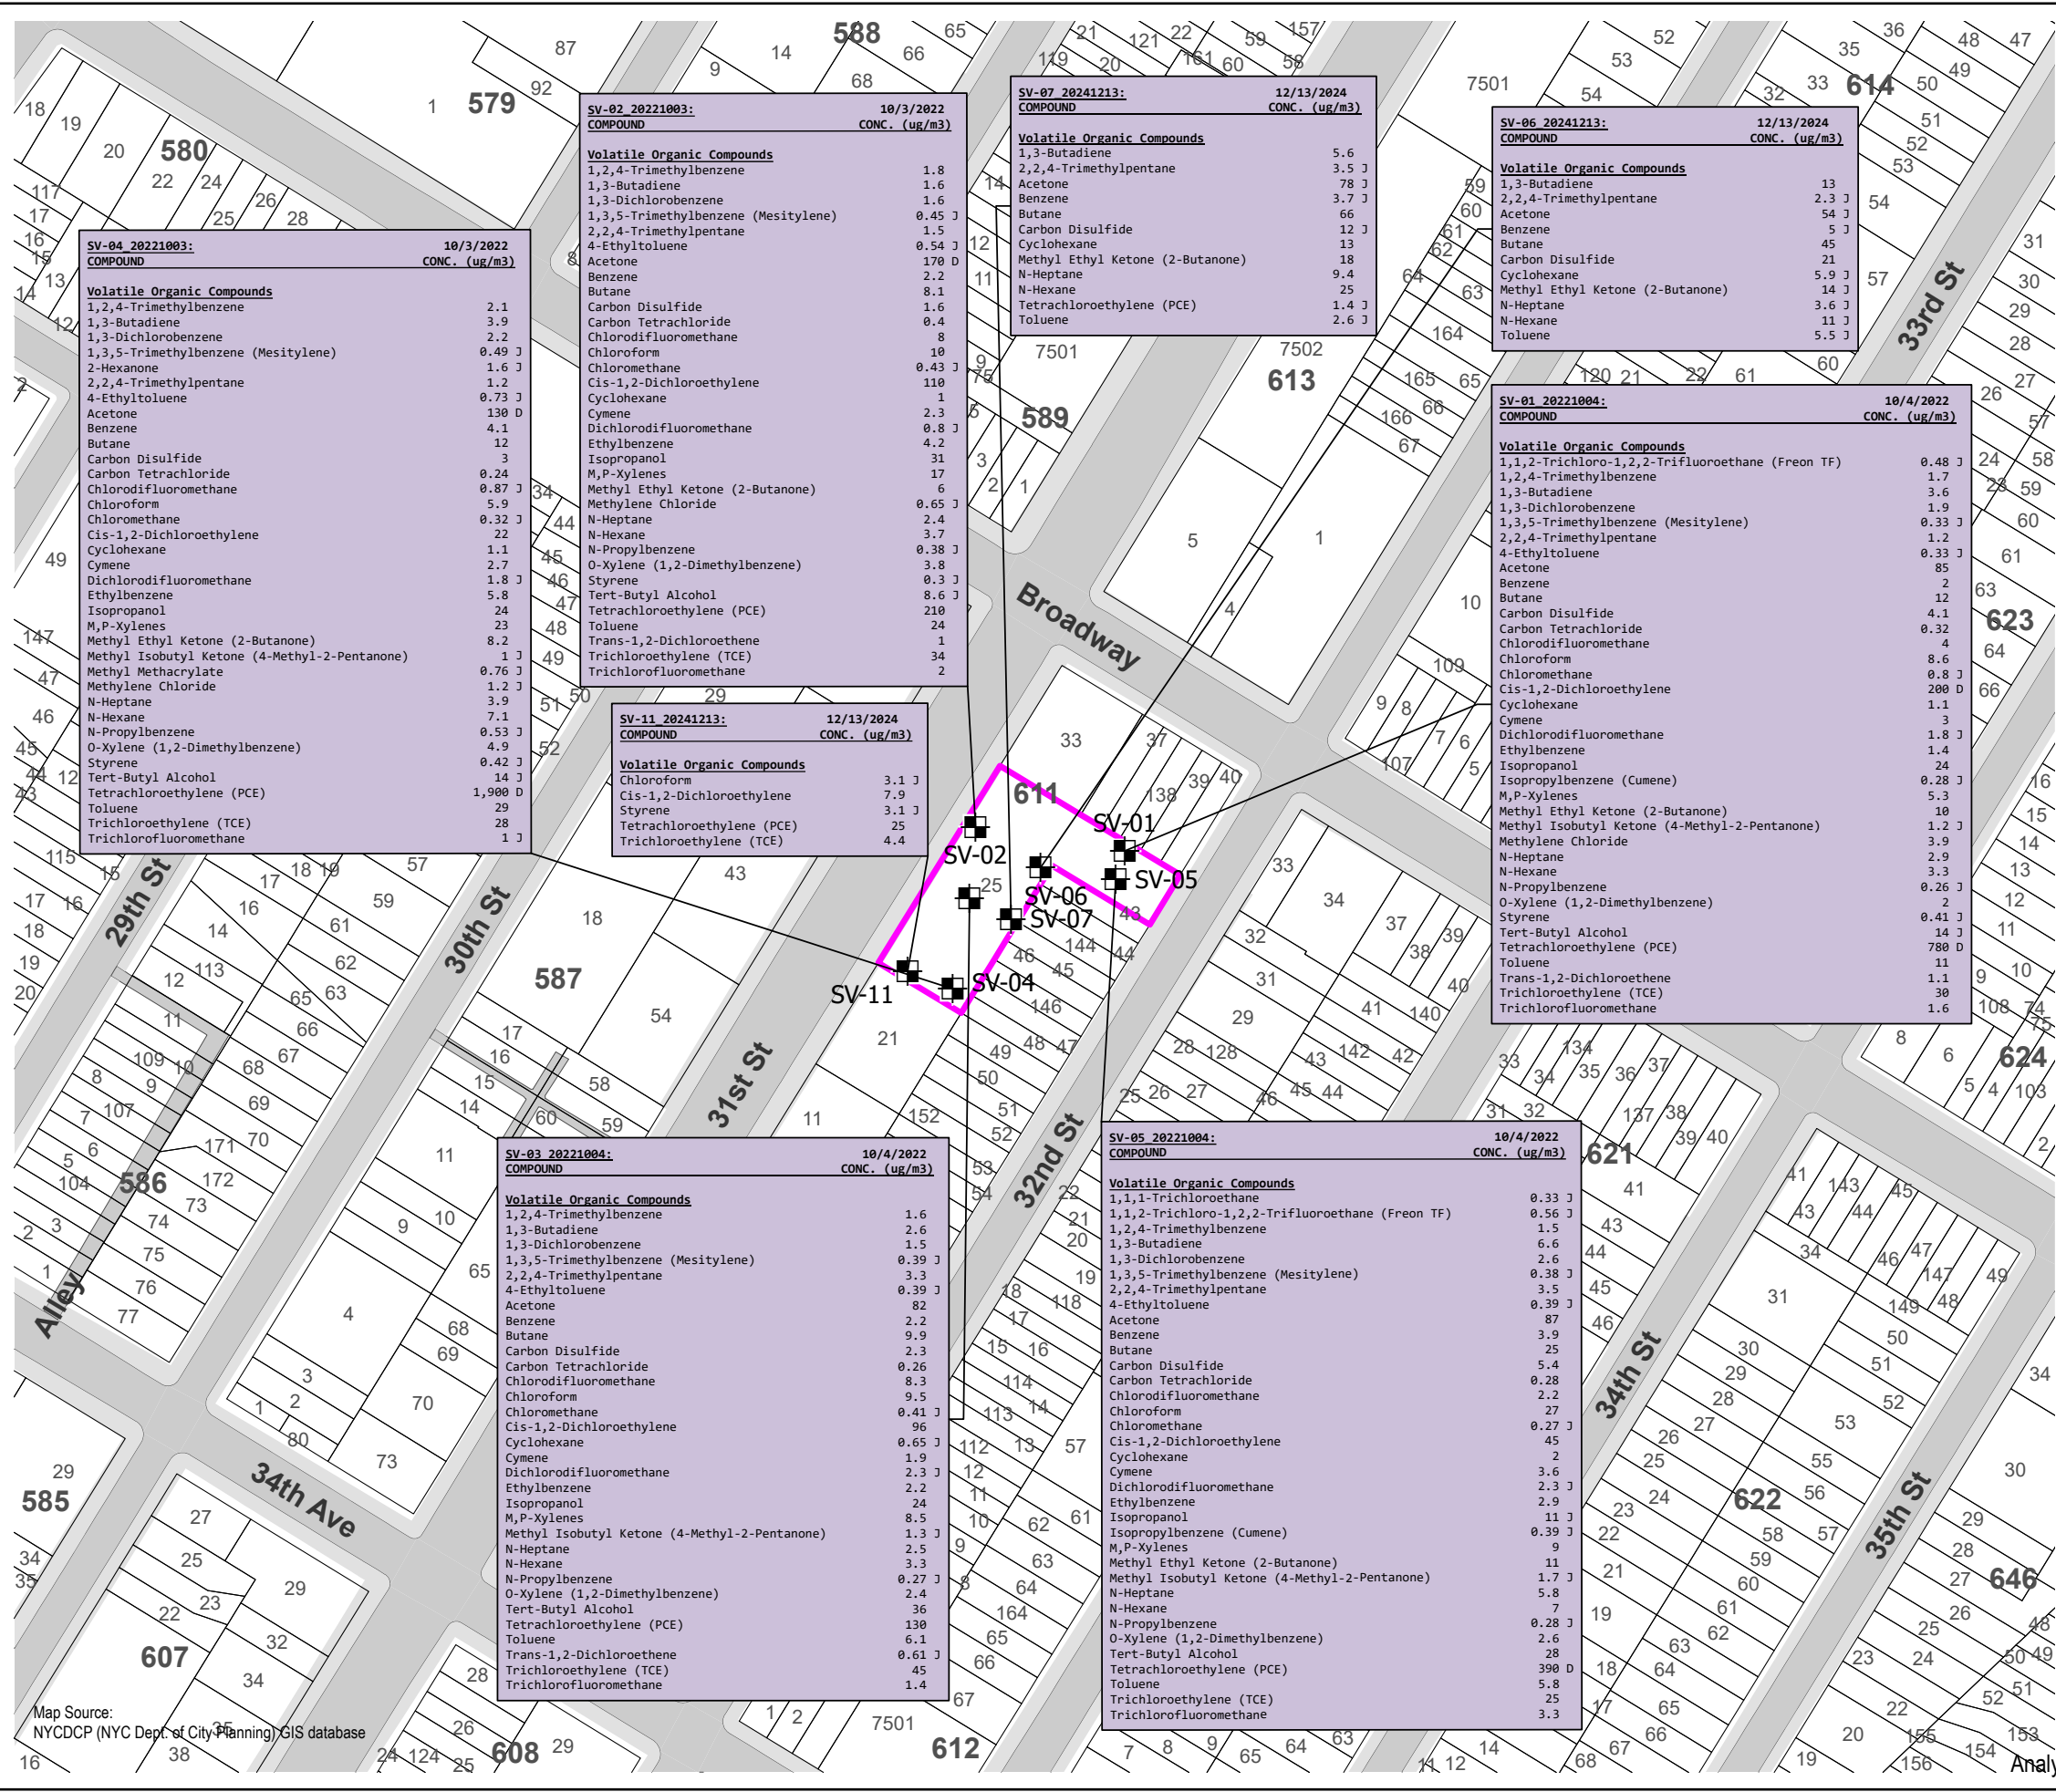 SV-04_20221003: 10/3/2022
COMPOUND CONC. (ug/m3)
Volatile Organic Compounds
1,2,4-Trimethylbenzene 2.1
1,3-Butadiene 3.9
1,3-Dichlorobenzene 2.2
1,3,5-Trimethylbenzene (Mesitylene) 0.49 J
2-Hexanone 1.6 J
2,2,4-Trimethylpentane 1.2
4-Ethyltoluene 0.73 J
Acetone 130 D
Benzene 4.1
Butane 12
Carbon Disulfide 3
Carbon Tetrachloride 0.24
Chlorodifluoromethane 0.87 J
Chloroform 5.9
Chloromethane 0.32 J
Cis-1,2-Dichloroethylene 22
Cyclohexane 1.1
Cymene 2.7
Dichlorodifluoromethane 1.8 J
Ethylbenzene 5.8
Isopropanol 24
M,P-Xylenes 23
Methyl Ethyl Ketone (2-Butanone) 8.2
Methyl Isobutyl Ketone (4-Methyl-2-Pentanone) 1 J
Methyl Methacrylate 0.76 J
Methylene Chloride 1.2 J
N-Heptane 3.9
N-Hexane 7.1
N-Propylbenzene 0.53 J
O-Xylene (1,2-Dimethylbenzene) 4.9
Styrene 0.42 J
Tert-Butyl Alcohol 14 J
Tetrachloroethylene (PCE) 1,900 D
Toluene 29
Trichloroethylene (TCE) 28
Trichlorofluromethane 1 J
SV-02_20221003: 10/3/2022
COMPOUND CONC. (ug/m3)
Volatile Organic Compounds
1,2,4-Trimethylbenzene 1.8
1,3-Butadiene 1.6
1,3-Dichlorobenzene 1.6
1,3,5-Trimethylbenzene (Mesitylene) 0.45 J
2,2,4-Trimethylpentane 1.5
4-Ethyltoluene 0.54 J
Acetone 170 D
Benzene 2.2
Butane 8.1
Carbon Disulfide 1.6
Carbon Tetrachloride 0.4
Chlorodifluoromethane 8
Chloroform 10
Chloromethane 0.43 J
Cis-1,2-Dichloroethylene 110
Cyclohexane 1
Cymene 2.3
Dichlorodifluoromethane 0.8 J
Ethylbenzene 4.2
Isopropanol 31
M,P-Xylenes 17
Methyl Ethyl Ketone (2-Butanone) 6
Methylene Chloride 0.65 J
N-Heptane 2.4
N-Hexane 3.7
N-Propylbenzene 0.38 J
O-Xylene (1,2-Dimethylbenzene) 3.8
Styrene 0.3 J
Tert-Butyl Alcohol 8.6 J
Tetrachloroethylene (PCE) 210
Toluene 24
Trans-1,2-Dichloroethene 1
Trichloroethylene (TCE) 34
Trichlorofluromethane 2
SV-07_20241213: 12/13/2024
COMPOUND CONC. (ug/m3)
Volatile Organic Compounds
1,3-Butadiene 5.6
2,2,4-Trimethylpentane 3.5 J
Acetone 78 J
Benzene 3.7 J
Butane 66
Carbon Disulfide 12 J
Cyclohexane 13
Methyl Ethyl Ketone (2-Butanone) 18
N-Heptane 9.4
N-Hexane 25
Tetrachloroethylene (PCE) 1.4 J
Toluene 2.6 J
SV-06_20241213: 12/13/2024
COMPOUND CONC. (ug/m3)
Volatile Organic Compounds
1,3-Butadiene 13
2,2,4-Trimethylpentane 2.3 J
Acetone 54 J
Benzene 5 J
Butane 45
Carbon Disulfide 21
Cyclohexane 5.9 J
Methyl Ethyl Ketone (2-Butanone) 14 J
N-Heptane 3.6 J
N-Hexane 11 J
Toluene 5.5 J
SV-01_20221004: 10/4/2022
COMPOUND CONC. (ug/m3)
Volatile Organic Compounds
1,1,2-Trichloro-1,2,2-Trifluoroethane (Freon TF) 0.48 J
1,2,4-Trimethylbenzene 1.7
1,3-Butadiene 3.6
1,3-Dichlorobenzene 1.9
1,3,5-Trimethylbenzene (Mesitylene) 0.33 J
2,2,4-Trimethylpentane 1.2
4-Ethyltoluene 0.33 J
Acetone 85
Benzene 2
Butane 12
Carbon Disulfide 4.1
Carbon Tetrachloride 0.32
Chlorodifluoromethane 4
Chloroform 8.6
Chloromethane 0.8 J
Cis-1,2-Dichloroethylene 200 D
Cyclohexane 1.1
Cymene 3
Dichlorodifluoromethane 1.8 J
Ethylbenzene 1.4
Isopropanol 24
Isopropylbenzene (Cumene) 0.28 J
M,P-Xylenes 5.3
Methyl Ethyl Ketone (2-Butanone) 10
Methyl Isobutyl Ketone (4-Methyl-2-Pentanone) 1.2 J
Methylene Chloride 3.9
N-Heptane 2.9
N-Hexane 3.3
N-Propylbenzene 0.26 J
O-Xylene (1,2-Dimethylbenzene) 2
Styrene 0.41 J
Tert-Butyl Alcohol 14 J
Tetrachloroethylene (PCE) 780 D
Toluene 11
Trans-1,2-Dichloroethene 1.1
Trichloroethylene (TCE) 30
Trichlorofluromethane 1.6
SV-11_20241213: 12/13/2024
COMPOUND CONC. (ug/m3)
Volatile Organic Compounds
Chloroform 3.1 J
Cis-1,2-Dichloroethylene 7.9
Styrene 3.1 J
Tetrachloroethylene (PCE) 25
Trichloroethylene (TCE) 4.4
SV-03_20221004: 10/4/2022
COMPOUND CONC. (ug/m3)
Volatile Organic Compounds
1,2,4-Trimethylbenzene 1.6
1,3-Butadiene 2.6
1,3-Dichlorobenzene 1.5
1,3,5-Trimethylbenzene (Mesitylene) 0.39 J
2,2,4-Trimethylpentane 3.3
4-Ethyltoluene 0.39 J
Acetone 82
Benzene 2.2
Butane 9.9
Carbon Disulfide 2.3
Carbon Tetrachloride 0.26
Chlorodifluoromethane 8.3
Chloroform 9.5
Chloromethane 0.41 J
Cis-1,2-Dichloroethylene 96
Cyclohexane 0.65 J
Cymene 1.9
Dichlorodifluoromethane 2.3 J
Ethylbenzene 2.2
Isopropanol 24
M,P-Xylenes 8.5
Methyl Isobutyl Ketone (4-Methyl-2-Pentanone) 1.3 J
N-Heptane 2.5
N-Hexane 3.3
N-Propylbenzene 0.27 J
O-Xylene (1,2-Dimethylbenzene) 2.4
Tert-Butyl Alcohol 36
Tetrachloroethylene (PCE) 130
Toluene 6.1
Trans-1,2-Dichloroethene 0.61 J
Trichloroethylene (TCE) 45
Trichlorofluromethane 1.4
SV-05_20221004: 10/4/2022
COMPOUND CONC. (ug/m3)
Volatile Organic Compounds
1,1,1-Trichloroethane 0.33 J
1,1,2-Trichloro-1,2,2-Trifluoroethane (Freon TF) 0.56 J
1,2,4-Trimethylbenzene 1.5
1,3-Butadiene 6.6
1,3-Dichlorobenzene 2.6
1,3,5-Trimethylbenzene (Mesitylene) 0.38 J
2,2,4-Trimethylpentane 3.5
4-Ethyltoluene 0.39 J
Acetone 87
Benzene 3.9
Butane 25
Carbon Disulfide 5.4
Carbon Tetrachloride 0.28
Chlorodifluoromethane 2.2
Chloroform 27
Chloromethane 0.27 J
Cis-1,2-Dichloroethylene 45
Cyclohexane 2
Cymene 3.6
Dichlorodifluoromethane 2.3 J
Ethylbenzene 2.9
Isopropanol 11 J
Isopropylbenzene (Cumene) 0.39 J
M,P-Xylenes 9
Methyl Ethyl Ketone (2-Butanone) 11
Methyl Isobutyl Ketone (4-Methyl-2-Pentanone) 1.7 J
N-Heptane 5.8
N-Hexane 7
N-Propylbenzene 0.28 J
O-Xylene (1,2-Dimethylbenzene) 2.6
Tert-Butyl Alcohol 28
Tetrachloroethylene (PCE) 390 D
Toluene 5.8
Trichloroethylene (TCE) 25
Trichlorofluromethane 3.3
SV-01
SV-02
SV-05
SV-06
SV-07
SV-04
SV-11
Broadway
29th St
30th St
31st St
32nd St
33rd St
34th St
35th St
34th Ave
Alley
579
580
588
589
613
614
623
624
611
587
586
585
607
608
612
621
622
646
Map Source:
NYCDCP (NYC Dept. of City Planning) GIS database
Analy